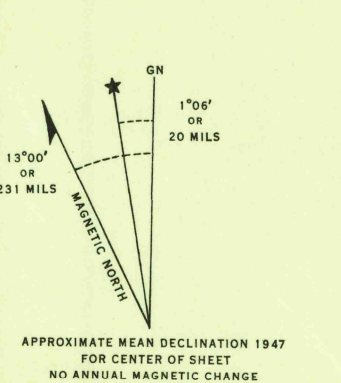 GN
1°06'
OR
20 MILS
13°00'
OR
231 MILS
MAGNETIC NORTH
APPROXIMATE MEAN DECLINATION 1947
FOR CENTER OF SHEET
NO ANNUAL MAGNETIC CHANGE